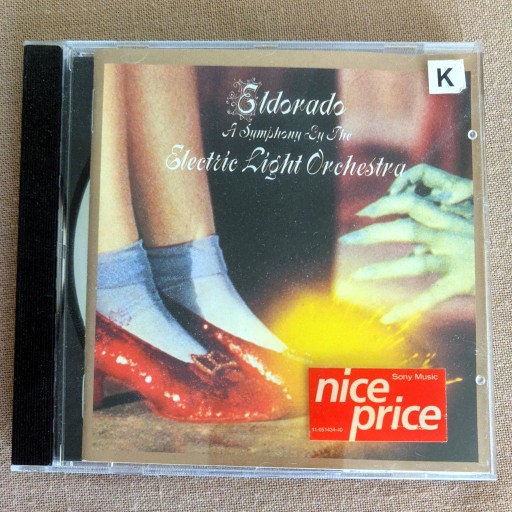 Eldorado
A Symphony By The
Electric Light Orchestra
K
Sony Music
nice
price